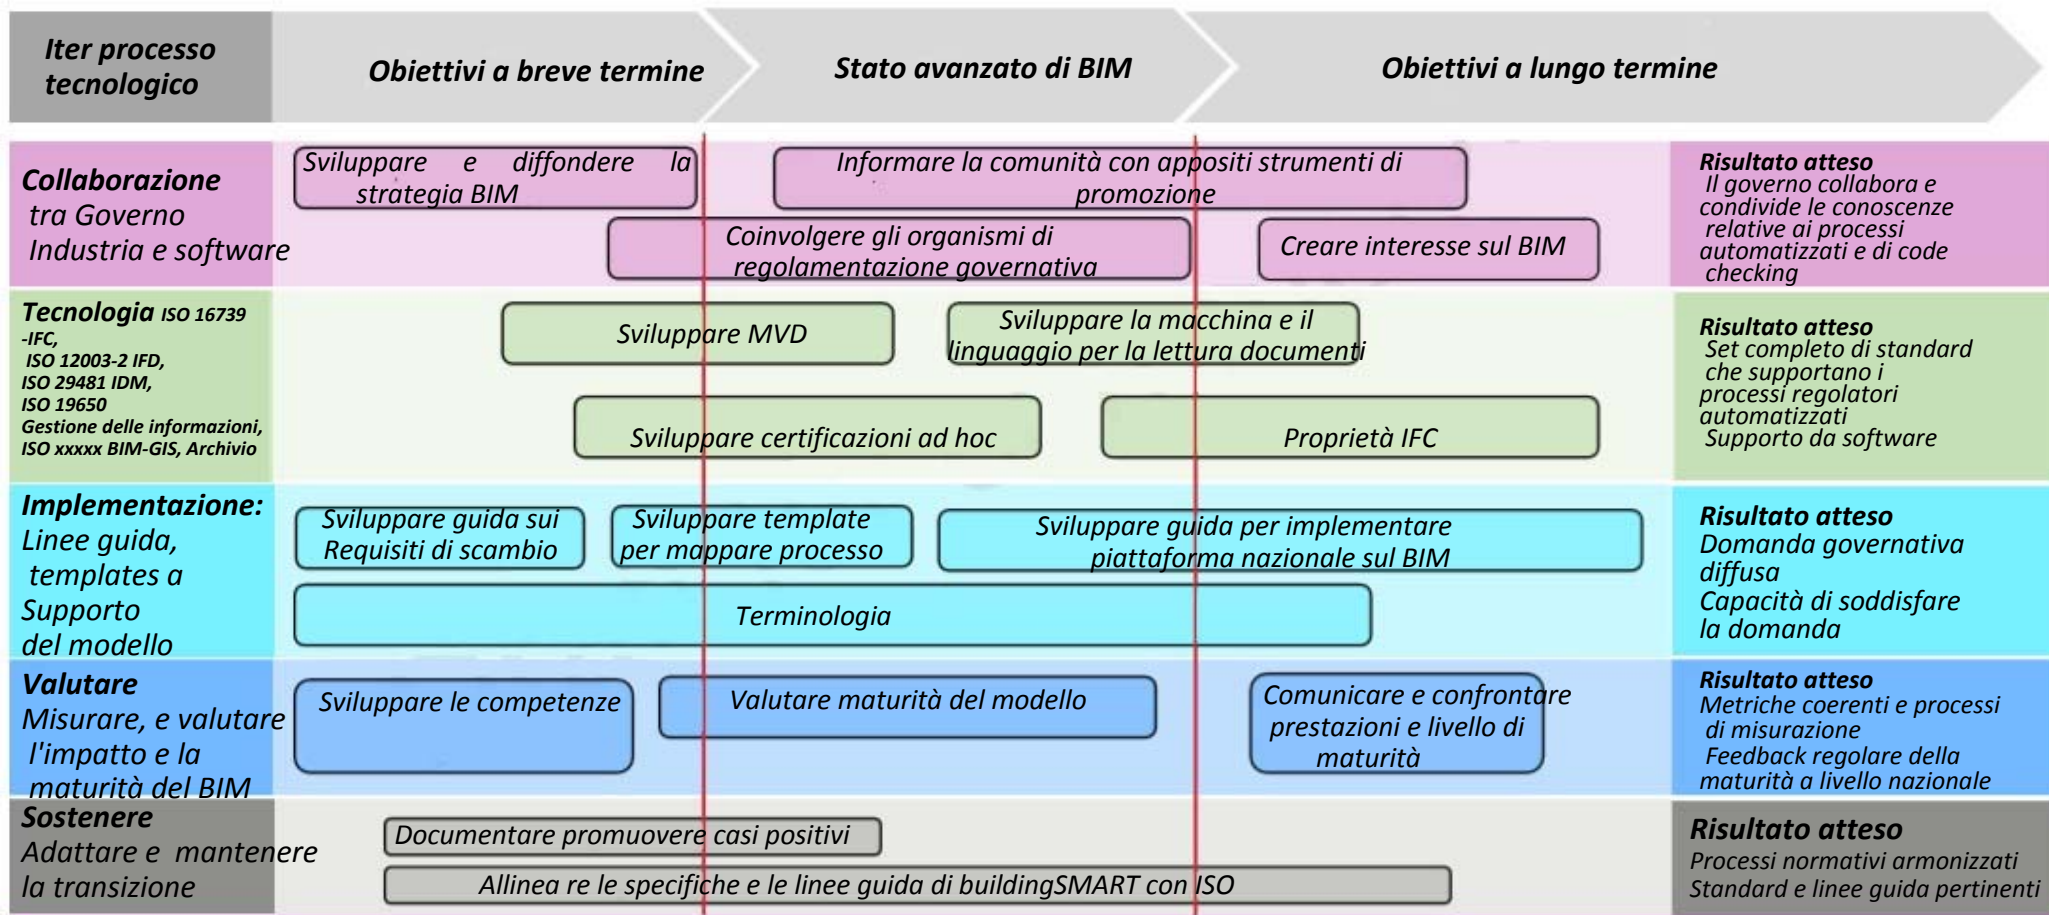 Iter processo
tecnologico
Obiettivi a breve termine
Stato avanzato di BIM
Obiettivi a lungo termine
Collaborazione
tra Governo
Industria e software
Sviluppare e diffondere la
strategia BIM
Informare la comunità con appositi strumenti di
promozione
Coinvolgere gli organismi di
regolamentazione governativa
Creare interesse sul BIM
Risultato atteso
Il governo collabora e
condivide le conoscenze
relative ai processi
automatizzati e di code
checking
Tecnologia ISO 16739
-IFC,
ISO 12003-2 IFD,
ISO 29481 IDM,
ISO 19650
Gestione delle informazioni,
ISO xxxxx BIM-GIS, Archivio
Sviluppare MVD
Sviluppare la macchina e il
linguaggio per la lettura documenti
Sviluppare certificazioni ad hoc
Proprietà IFC
Risultato atteso
Set completo di standard
che supportano i
processi regolatori
automatizzati
Supporto da software
Implementazione:
Linee guida,
templates a
Supporto
del modello
Sviluppare guida sui
Requisiti di scambio
Sviluppare template
per mappare processo
Sviluppare guida per implementare
piattaforma nazionale sul BIM
Terminologia
Risultato atteso
Domanda governativa
diffusa
Capacità di soddisfare
la domanda
Valutare
Misurare, e valutare
l'impatto e la
maturità del BIM
Sviluppare le competenze
Valutare maturità del modello
Comunicare e confrontare
prestazioni e livello di
maturità
Risultato atteso
Metriche coerenti e processi
di misurazione
Feedback regolare della
maturità a livello nazionale
Sostenere
Adattare e mantenere
la transizione
Documentare promuovere casi positivi
Allinea re le specifiche e le linee guida di buildingSMART con ISO
Risultato atteso
Processi normativi armonizzati
Standard e linee guida pertinenti